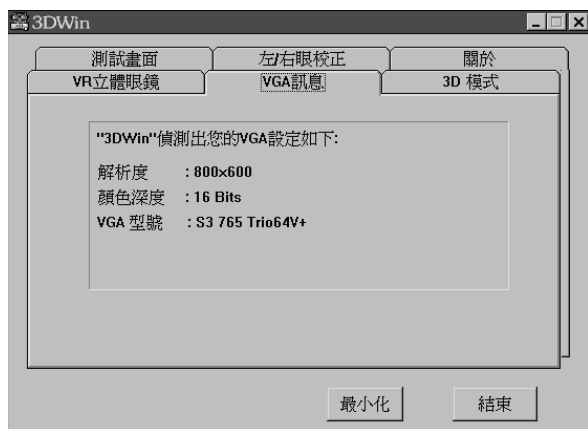 3DWin
測試畫面 左/右眼校正 關於
VR立體眼鏡 VGA訊息 3D 模式
"3DWin"偵測出您的VGA設定如下:
解析度 : 800x600
顏色深度 : 16 Bits
VGA 型號 : S3 765 Trio64V+
最小化 結束